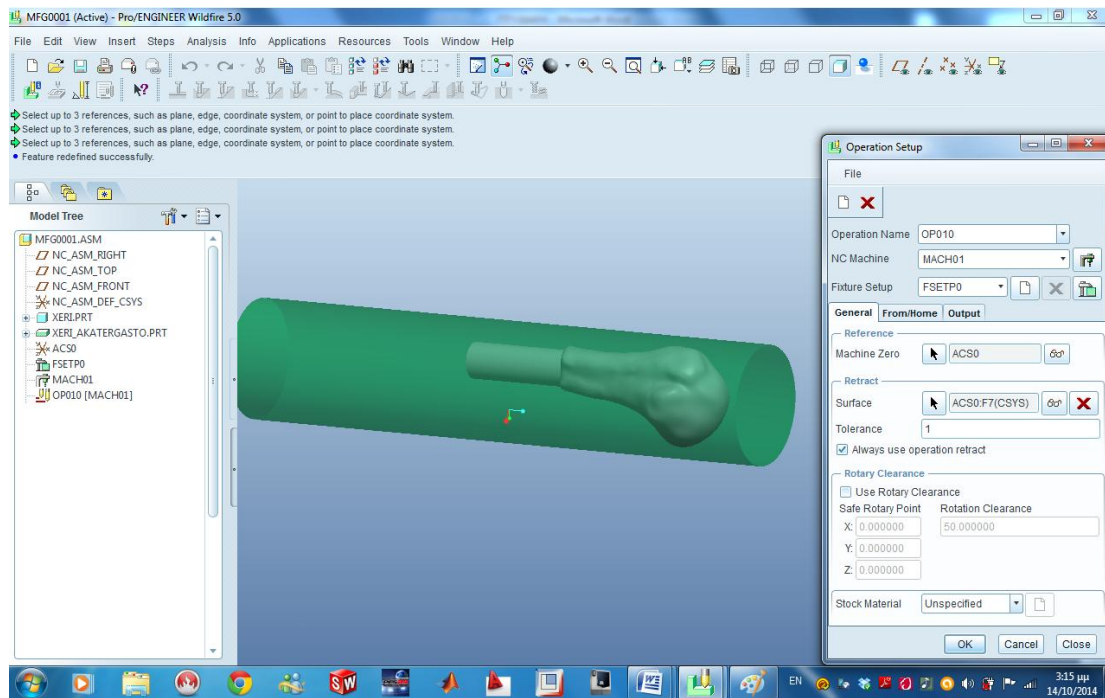 MFG0001 (Active) - Pro/ENGINEER Wildfire 5.0
File Edit View Insert Steps Analysis Info Applications Resources Tools Window Help
Select up to 3 references, such as plane, edge, coordinate system, or point to place coordinate system.
Select up to 3 references, such as plane, edge, coordinate system, or point to place coordinate system.
Select up to 3 references, such as plane, edge, coordinate system, or point to place coordinate system.
Feature redefined successfully.
Model Tree
MFG0001.ASM
NC_ASM_RIGHT
NC_ASM_TOP
NC_ASM_FRONT
NC_ASM_DEF_CSYS
XERI.PRT
XERI_AKATERGASTO.PRT
ACS0
FSETP0
MACH01
OP010 [MACH01]
Operation Setup
File
Operation Name OP010
NC Machine MACH01
Fixture Setup FSETP0
General From/Home Output
Reference
Machine Zero ACS0
Retract
Surface ACS0:F7(CSYS)
Tolerance 1
Always use operation retract
Rotary Clearance
Use Rotary Clearance
Safe Rotary Point Rotation Clearance
X: 0.000000 50.000000
Y: 0.000000
Z: 0.000000
Stock Material Unspecified
OK Cancel Close
EN
3:15 μμ
14/10/2014